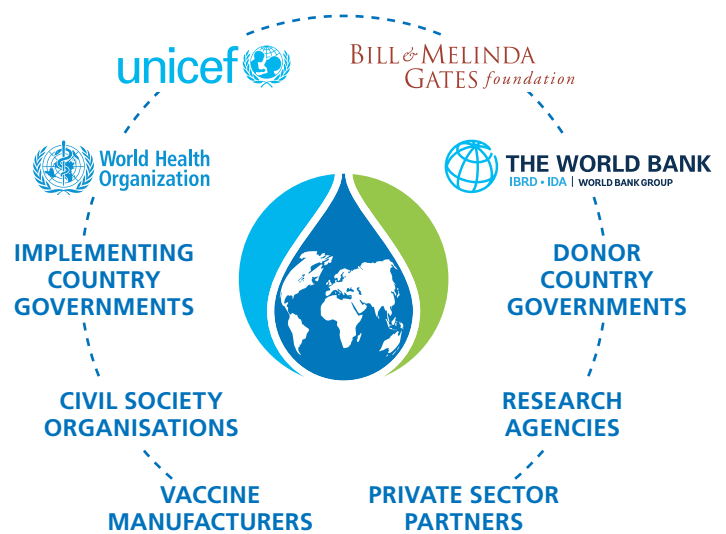 unicef
BILL & MELINDA
GATES foundation
World Health
Organization
THE WORLD BANK
IBRD • IDA | WORLD BANK GROUP
IMPLEMENTING
COUNTRY
GOVERNMENTS
DONOR
COUNTRY
GOVERNMENTS
CIVIL SOCIETY
ORGANISATIONS
RESEARCH
AGENCIES
VACCINE
MANUFACTURERS
PRIVATE SECTOR
PARTNERS